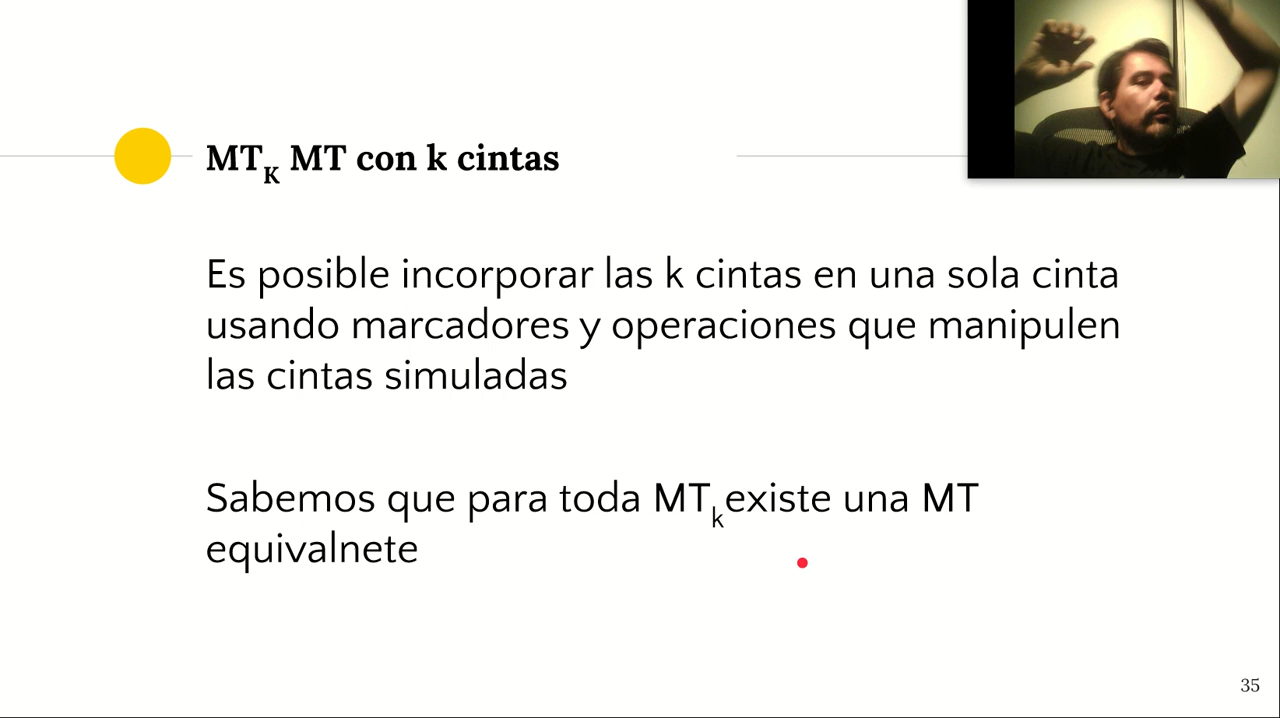 MTK MT con k cintas
Es posible incorporar las k cintas en una sola cinta
usando marcadores y operaciones que manipulen
las cintas simuladas
Sabemos que para toda MTk existe una MT
equivalnete
35